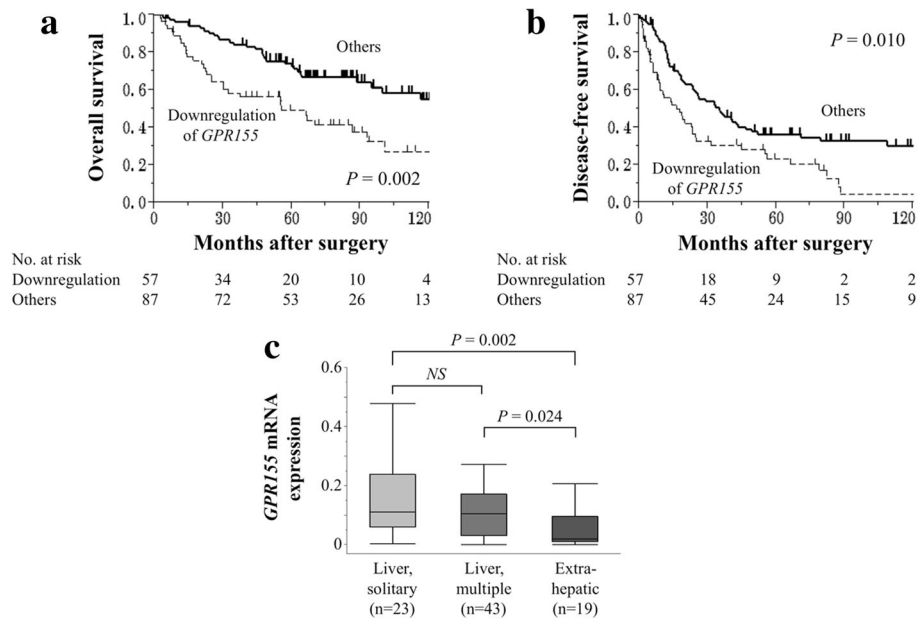 a
Overall survival
1.0
0.8
0.6
0.4
0.2
0
Others
Downregulation
of GPR155
P = 0.002
0 30 60 90 120
Months after surgery
No. at risk
Downregulation 57 34 20 10 4
Others 87 72 53 26 13
b
Disease-free survival
1.0
0.8
0.6
0.4
0.2
0
P = 0.010
Others
Downregulation
of GPR155
0 30 60 90 120
Months after surgery
No. at risk
Downregulation 57 18 9 2 2
Others 87 45 24 15 9
c
GPR155 mRNA
expression
0.6
0.4
0.2
0
P = 0.002
NS
P = 0.024
Liver,
solitary
(n=23)
Liver,
multiple
(n=43)
Extra-
hepatic
(n=19)